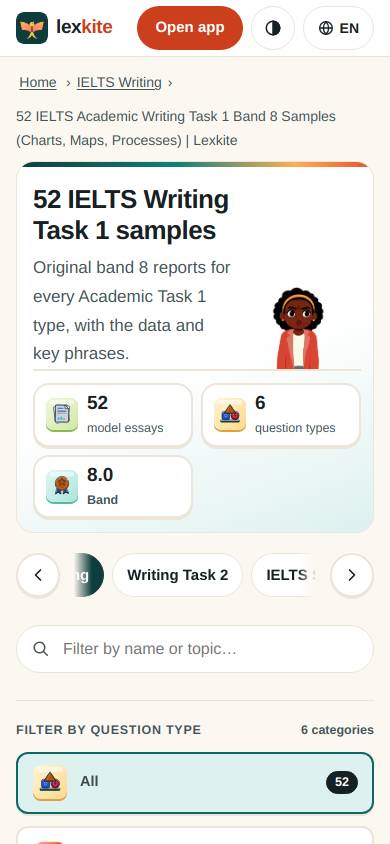 lexkite
Open app
EN
Home › IELTS Writing ›
52 IELTS Academic Writing Task 1 Band 8 Samples
(Charts, Maps, Processes) | Lexkite
52 IELTS Writing
Task 1 samples
Original band 8 reports for
every Academic Task 1
type, with the data and
key phrases.
52
model essays
6
question types
8.0
Band
Writing Task 2
IELTS
Filter by name or topic…
FILTER BY QUESTION TYPE
6 categories
All
52